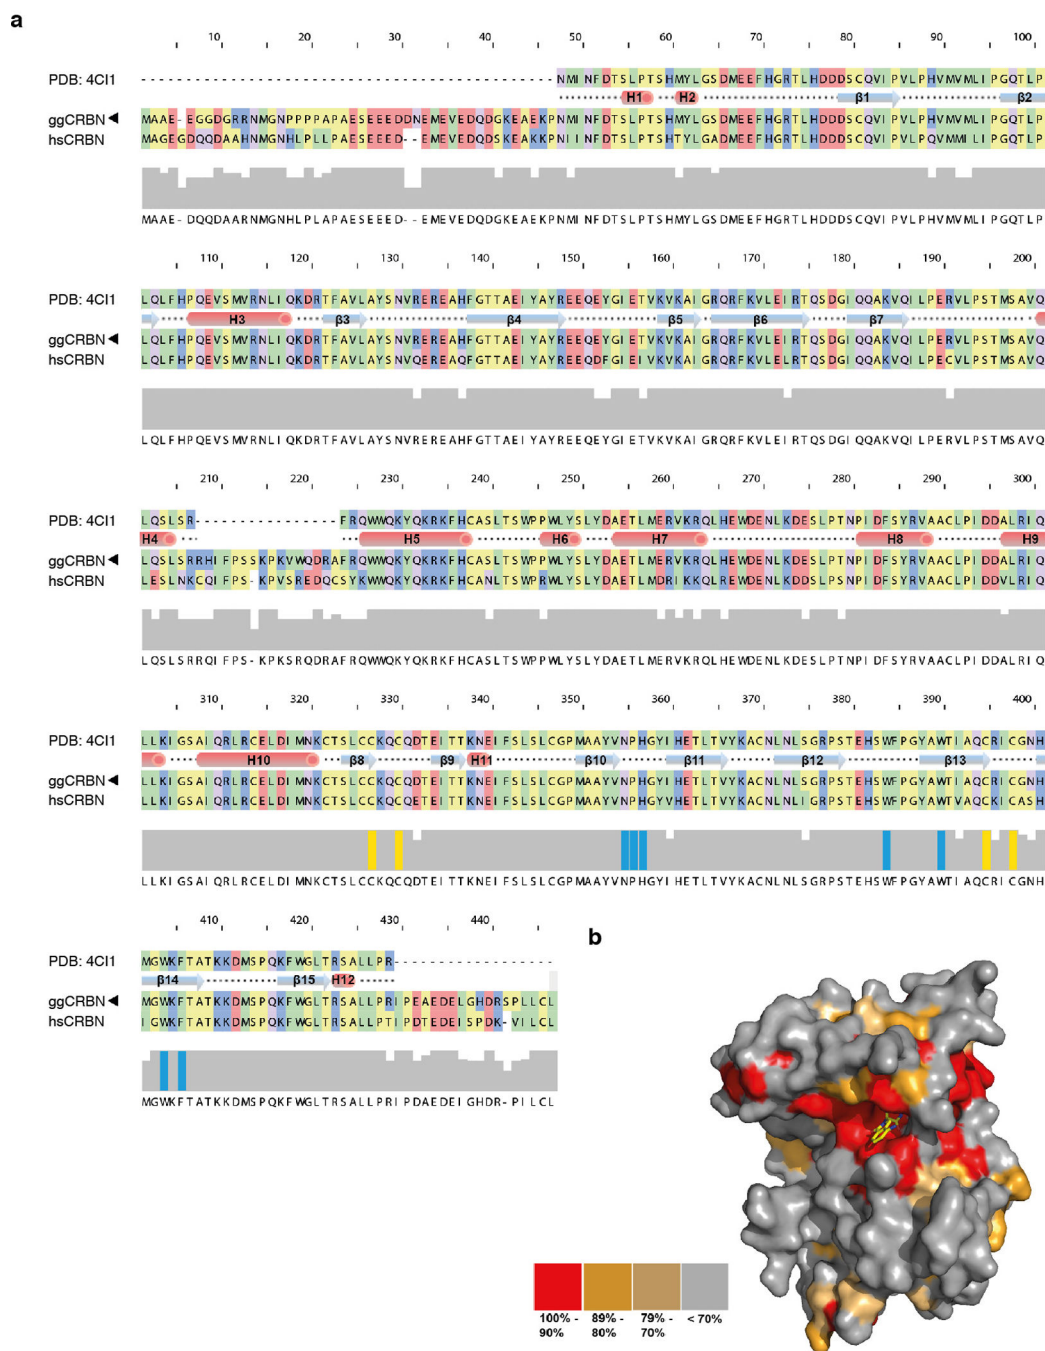 a
10 20 30 40 50 60 70 80 90 100
PDB: 4CI1 ----------------------------------------------NMINFDTSLPTSHMYLGSDMEEFHGRTLHDDDSCQVIPVLPHVMVMLIPGQTLP
H1 H2 β1 β2
ggCRBN MAAE-EGGDGRRNMGNPPPPAPAESEEEDDNEMEVEDQDGKEAEKPNMINFDTSLPTSHMYLGSDMEEFHGRTLHDDDSCQVIPVLPHVMVMLIPGQTLP
hsCRBN MAGEGDQQDAAHNMGNHLPLLPAESEEED--EMEVEDQDSKEAKKPNIINFDTSLPTSHTYLGSDMEEFHGRTLHDDDSCQVIPVLPQVMMILIPGQTLP
MAAE-DQQDAARNMGNHLPLAPAESEEED--EMEVEDQDGKEAEKPNMINFDTSLPTSHMYLGSDMEEFHGRTLHDDDSCQVIPVLPHVMVMLIPGQTLP
110 120 130 140 150 160 170 180 190 200
PDB: 4CI1 LQLFHPQEVSMVRNLIQKDRTFAVLAYSNVREREAHFGTTAEIYAYREEQEYGIETVKVKAIGRQRFKVLEIRTQSDGIQQAKVQILPERVLPSTMSAVQ
H3 β3 β4 β5 β6 β7
ggCRBN LQLFHPQEVSMVRNLIQKDRTFAVLAYSNVREREAHFGTTAEIYAYREEQEYGIETVKVKAIGRQRFKVLEIRTQSDGIQQAKVQILPERVLPSTMSAVQ
hsCRBN LQLFHPQEVSMVRNLIQKDRTFAVLAYSNVQEREAQFGTTAEIYAYREEQDFGIEIVKVKAIGRQRFKVLELRTQSDGIQQAKVQILPECVLPSTMSAVQ
LQLFHPQEVSMVRNLIQKDRTFAVLAYSNVREREAHFGTTAEIYAYREEQEYGIETVKVKAIGRQRFKVLEIRTQSDGIQQAKVQILPERVLPSTMSAVQ
210 220 230 240 250 260 270 280 290 300
PDB: 4CI1 LQSLSR----------------FRQWWQKYQKRKFHCASLTSWPPWLYSLYDAETLMERVKRQLHEWDENLKDESLPTNPIDFSYRVAACLPIDDALRIQ
H4 H5 H6 H7 H8 H9
ggCRBN LQSLSRRHIFPSSKPKVWQDRAFRQWWQKYQKRKFHCASLTSWPPWLYSLYDAETLMERVKRQLHEWDENLKDESLPTNPIDFSYRVAACLPIDDALRIQ
hsCRBN LESLNKCQIFPS-KPVSREDQCSYKWWQKYQKRKFHCANLTSWPRWLYSLYDAETLMDRIKKQLREWDENLKDDSLPSNPIDFSYRVAACLPIDDVLRIQ
LQSLSRRQIFPS-KPKSRQDRAFRQWWQKYQKRKFHCASLTSWPPWLYSLYDAETLMERVKRQLHEWDENLKDESLPTNPIDFSYRVAACLPIDDALRIQ
310 320 330 340 350 360 370 380 390 400
PDB: 4CI1 LLKIGSAIQRLRCELDIMNKCTSLCCKQCQDTEITTKNEIFSLSLCGPMAAYVNPHGYIHETLTVYKACNLNLSGRPSTEHSWFPGYAWTIAQCRICGNH
H10 β8 β9 H11 β10 β11 β12 β13
ggCRBN LLKIGSAIQRLRCELDIMNKCTSLCCKQCQDTEITTKNEIFSLSLCGPMAAYVNPHGYIHETLTVYKACNLNLSGRPSTEHSWFPGYAWTIAQCRICGNH
hsCRBN LLKIGSAIQRLRCELDIMNKCTSLCCKQCQETEITTKNEIFSLSLCGPMAAYVNPHGYVHETLTVYKACNLNLIGRPSTEHSWFPGYAWTVAQCKICASH
LLKIGSAIQRLRCELDIMNKCTSLCCKQCQDTEITTKNEIFSLSLCGPMAAYVNPHGYIHETLTVYKACNLNLSGRPSTEHSWFPGYAWTIAQCRICGNH
410 420 430 440
PDB: 4CI1 MGWKFTATKKDMSPQKFWGLTRSALLPR------------------
β14 β15 H12
ggCRBN MGWKFTATKKDMSPQKFWGLTRSALLPRIPEAEDELGHDRSPLLCL
hsCRBN IGWKFTATKKDMSPQKFWGLTRSALLPTIPDTEDEISPDK-VILCL
MGWKFTATKKDMSPQKFWGLTRSALLPRIPDAEDEIGHDR-PILCL
b
100% - 90%
89% - 80%
79% - 70%
< 70%